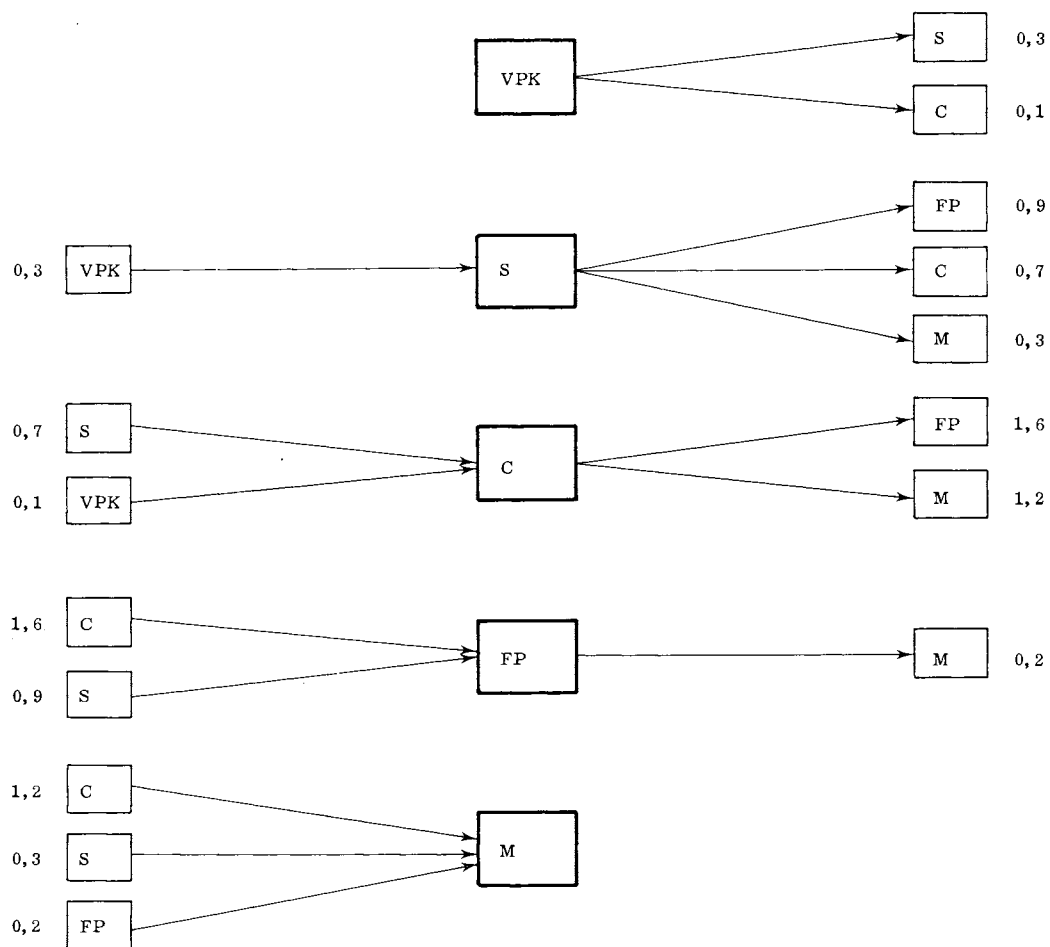 S 0,3
VPK
C 0,1
FP 0,9
0,3 VPK S C 0,7
M 0,3
0,7 S FP 1,6
C
0,1 VPK M 1,2
1,6 C
FP M 0,2
0,9 S
1,2 C
0,3 S M
0,2 FP